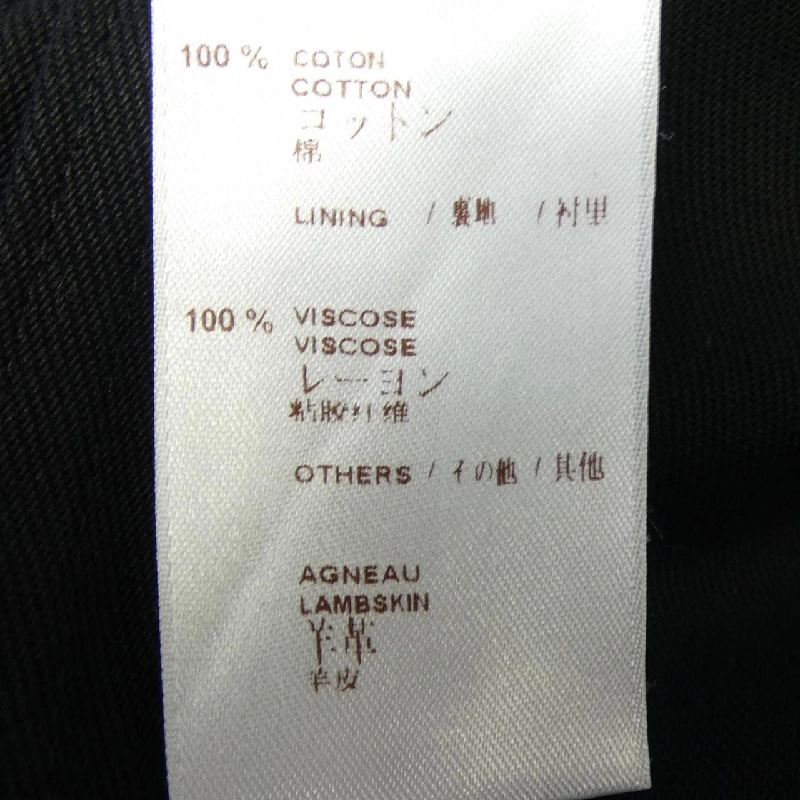 100 % COTON
COTTON
コットン
棉
LINING / 裏地 / 衬里
100 % VISCOSE
VISCOSE
レーヨン
粘胶纤维
OTHERS / その他 / 其他
AGNEAU
LAMBSKIN
羊革
羊皮